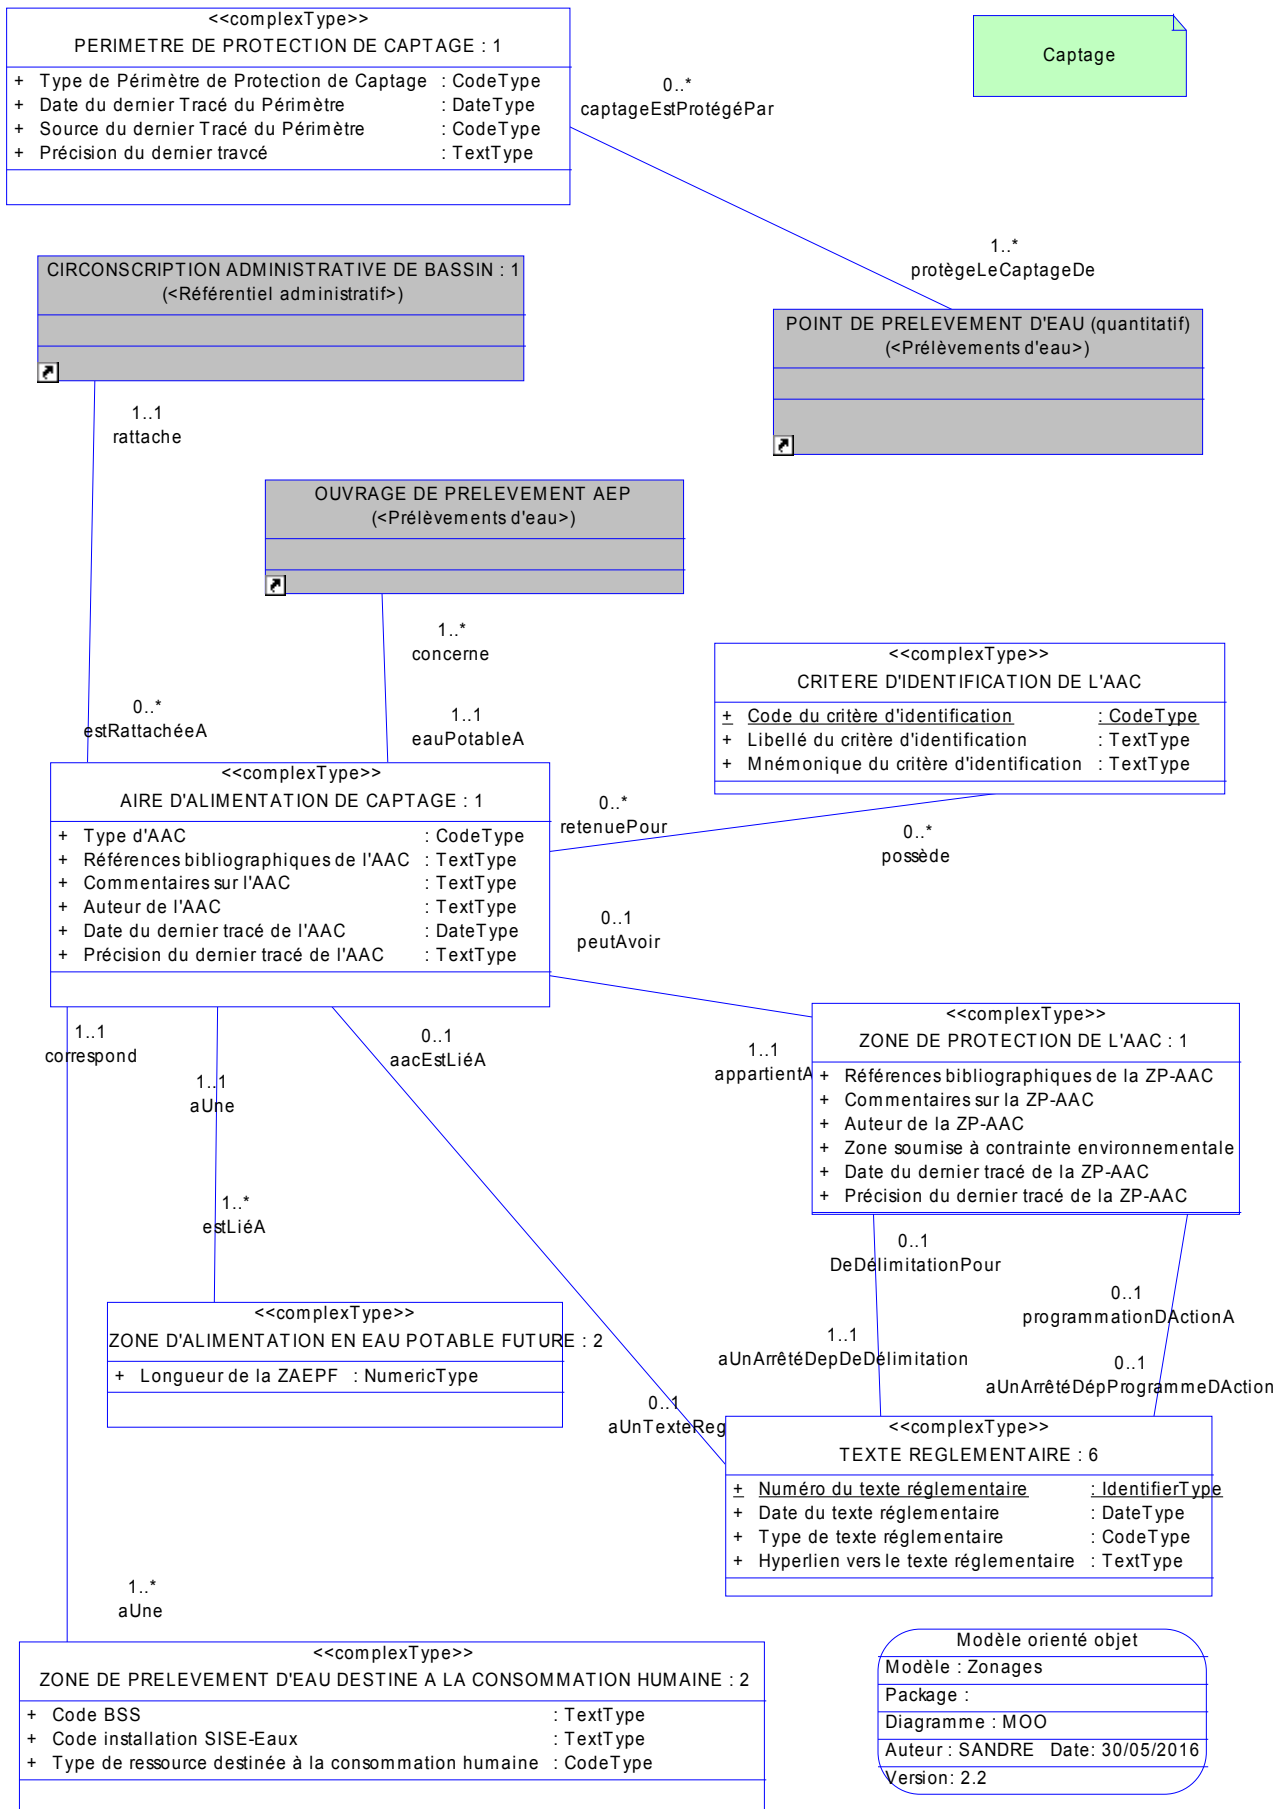 <<complexType>>
PERIMETRE DE PROTECTION DE CAPTAGE : 1
+ Type de Périmètre de Protection de Captage : CodeType
+ Date du dernier Tracé du Périmètre : DateType
+ Source du dernier Tracé du Périmètre : CodeType
+ Précision du dernier travcé : TextType
Captage
0..*
captageEstProtégéPar
1..*
protègeLeCaptageDe
CIRCONSCRIPTION ADMINISTRATIVE DE BASSIN : 1
(<Référentiel administratif>)
POINT DE PRELEVEMENT D'EAU (quantitatif)
(<Prélèvements d'eau>)
1..1
rattache
OUVRAGE DE PRELEVEMENT AEP
(<Prélèvements d'eau>)
1..*
concerne
0..*
estRattachéeA
1..1
eauPotableA
<<complexType>>
CRITERE D'IDENTIFICATION DE L'AAC
+ Code du critère d'identification : CodeType
+ Libellé du critère d'identification : TextType
+ Mnémonique du critère d'identification : TextType
<<complexType>>
AIRE D'ALIMENTATION DE CAPTAGE : 1
+ Type d'AAC : CodeType
+ Références bibliographiques de l'AAC : TextType
+ Commentaires sur l'AAC : TextType
+ Auteur de l'AAC : TextType
+ Date du dernier tracé de l'AAC : DateType
+ Précision du dernier tracé de l'AAC : TextType
0..*
retenuePour
0..*
possède
0..1
peutAvoir
1..1
appartientA
<<complexType>>
ZONE DE PROTECTION DE L'AAC : 1
+ Références bibliographiques de la ZP-AAC
+ Commentaires sur la ZP-AAC
+ Auteur de la ZP-AAC
+ Zone soumise à contrainte environnementale
+ Date du dernier tracé de la ZP-AAC
+ Précision du dernier tracé de la ZP-AAC
1..1
correspond
1..1
aUne
0..1
aacEstLiéA
1..*
estLiéA
0..1
DeDélimitationPour
0..1
programmationDActionA
<<complexType>>
ZONE D'ALIMENTATION EN EAU POTABLE FUTURE : 2
+ Longueur de la ZAEPF : NumericType
1..1
aUnArrêtéDepDeDélimitation
0..1
aUnArrêtéDépProgrammeDAction
0..1
aUnTexteReg
<<complexType>>
TEXTE REGLEMENTAIRE : 6
+ Numéro du texte réglementaire : IdentifierType
+ Date du texte réglementaire : DateType
+ Type de texte réglementaire : CodeType
+ Hyperlien vers le texte réglementaire : TextType
1..*
aUne
<<complexType>>
ZONE DE PRELEVEMENT D'EAU DESTINE A LA CONSOMMATION HUMAINE : 2
+ Code BSS : TextType
+ Code installation SISE-Eaux : TextType
+ Type de ressource destinée à la consommation humaine : CodeType
Modèle orienté objet
Modèle : Zonages
Package :
Diagramme : MOO
Auteur : SANDRE Date: 30/05/2016
Version: 2.2